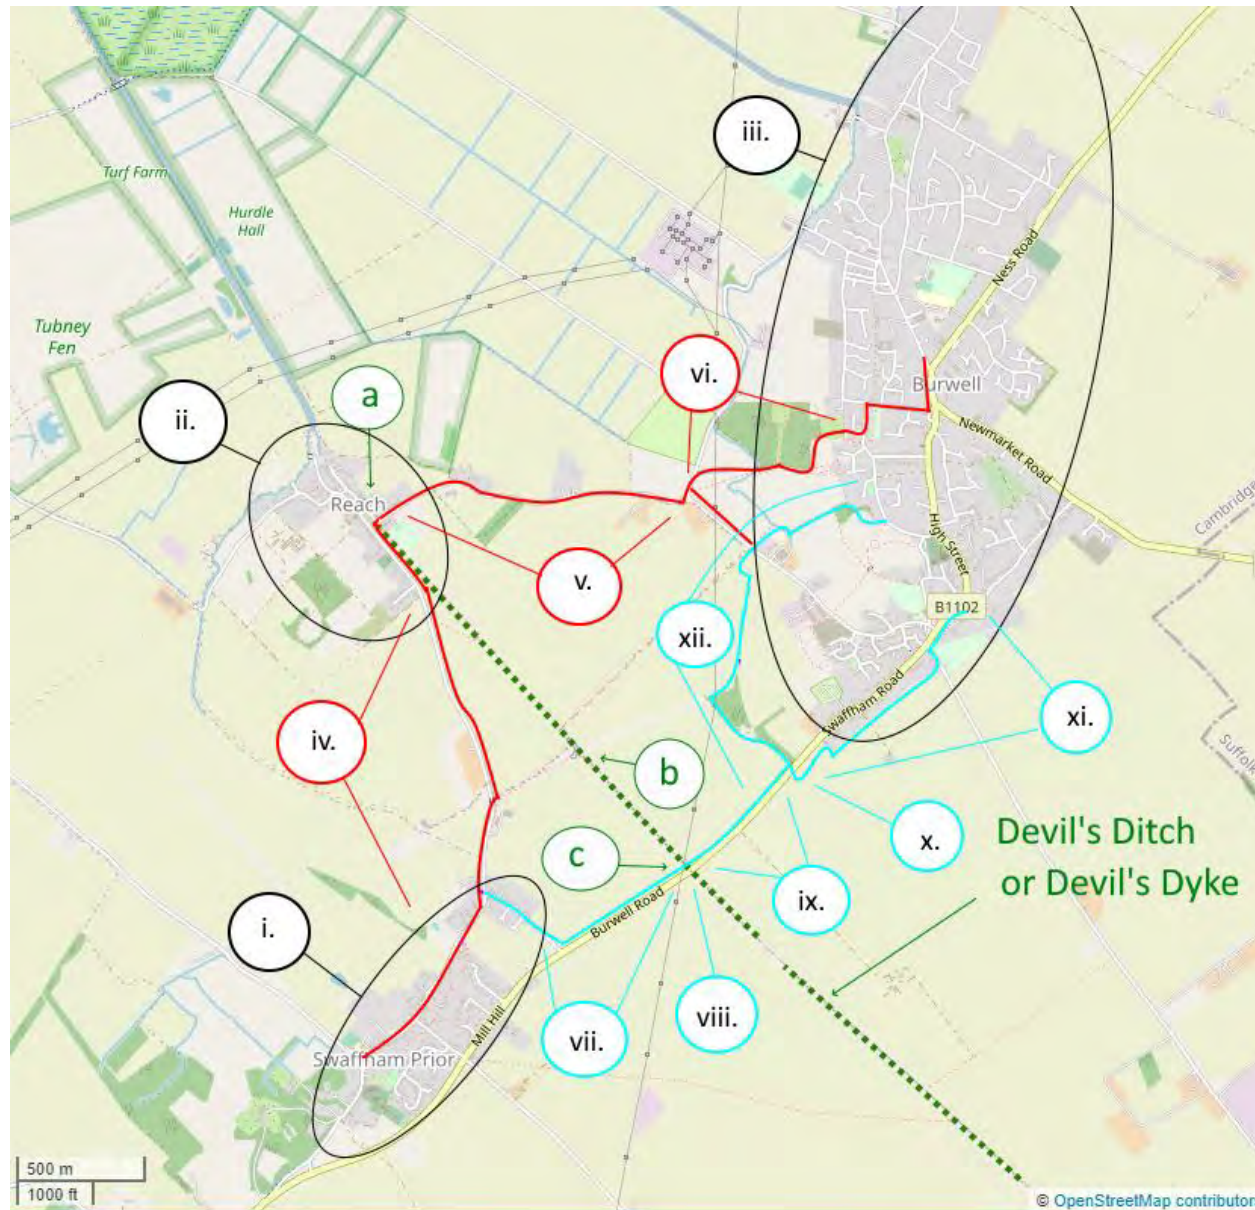 iii.
Turf Farm
Hurdle
Hall
Ness Road
Tubney
Fen
a
vi.
ii.
Burwell
Newmarket Road
Reach
Cambridge
High Street
v.
B1102
xii.
Swaffham Road
xi.
iv.
Suffolk
b
Devil's Ditch
or Devil's Dyke
x.
c
ix.
i.
Burwell Road
viii.
vii.
Mill Hill
Swaffham Prior
500 m
1000 ft
© OpenStreetMap contributor